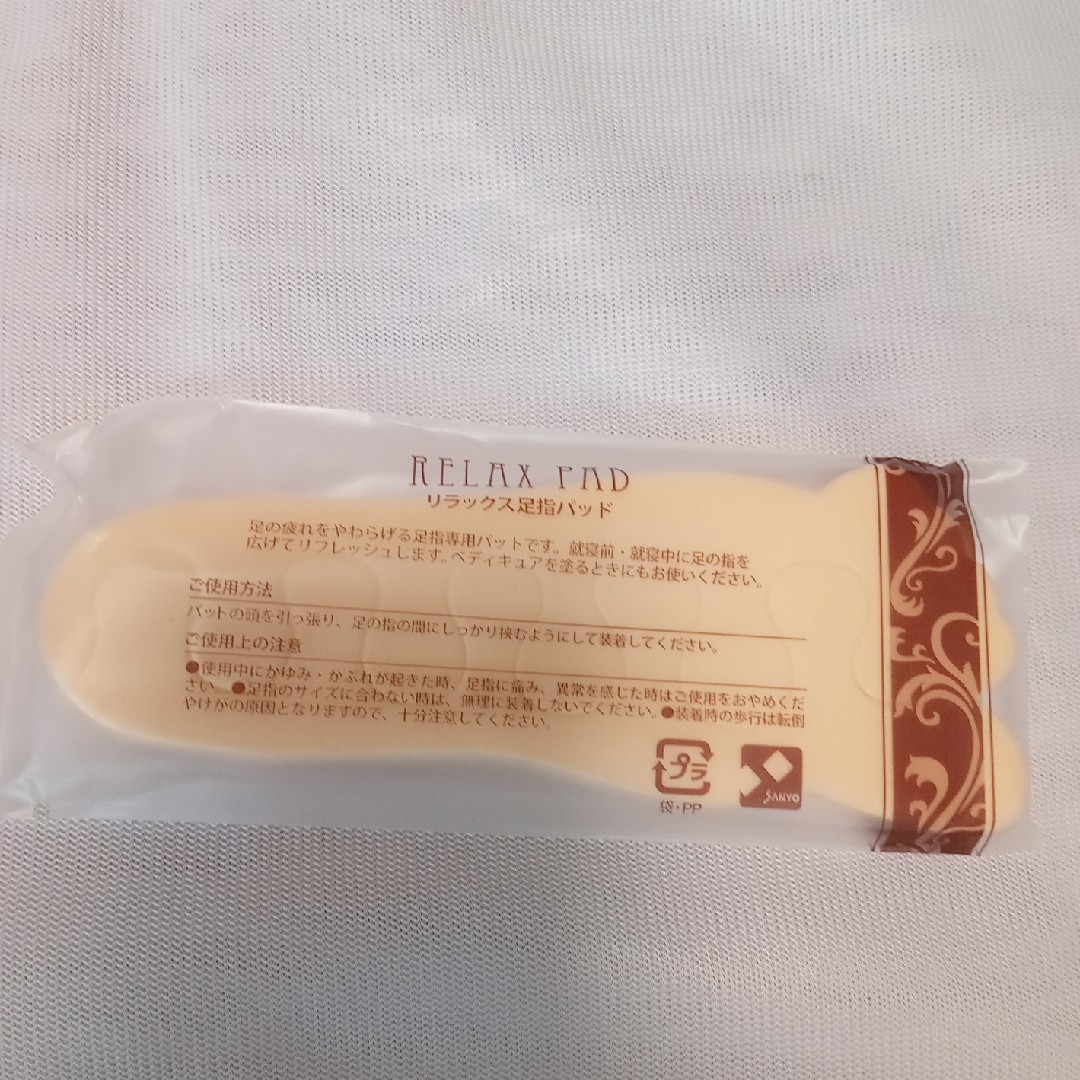 RELAX PAD
リラックス足指パッド
足の疲れをやわらげる足指専用パットです。就寝前・就寝中に足の指を
広げてリフレッシュします。ペディキュアを塗るときにもお使いください。
ご使用方法
パットの頭を引っ張り、足の指の間にしっかり挟むようにして装着してください。
ご使用上の注意
●使用中にかゆみ・かぶれが起きた時、足指に痛み、異常を感じた時はご使用をおやめくだ
さい。 ●足指のサイズに合わない時は、無理に装着しないでください。●装着時の歩行は転倒
やけがの原因となりますので、十分注意してください。
プラ
袋・PP
SANYO